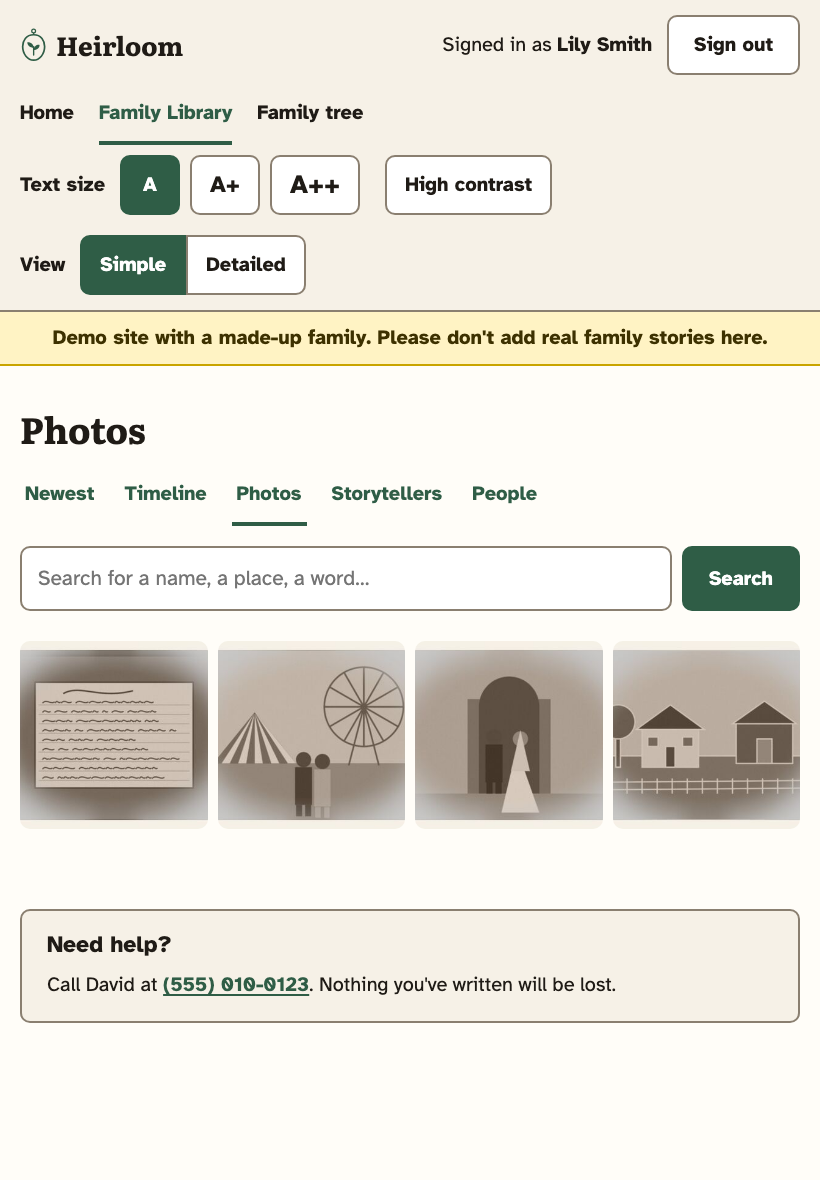 Heirloom
Signed in as Lily Smith
Sign out
Home Family Library Family tree
Text size A A+ A++ High contrast
View Simple Detailed
Demo site with a made-up family. Please don't add real family stories here.
Photos
Newest Timeline Photos Storytellers People
Search for a name, a place, a word...
Search
Need help?
Call David at (555) 010-0123. Nothing you've written will be lost.